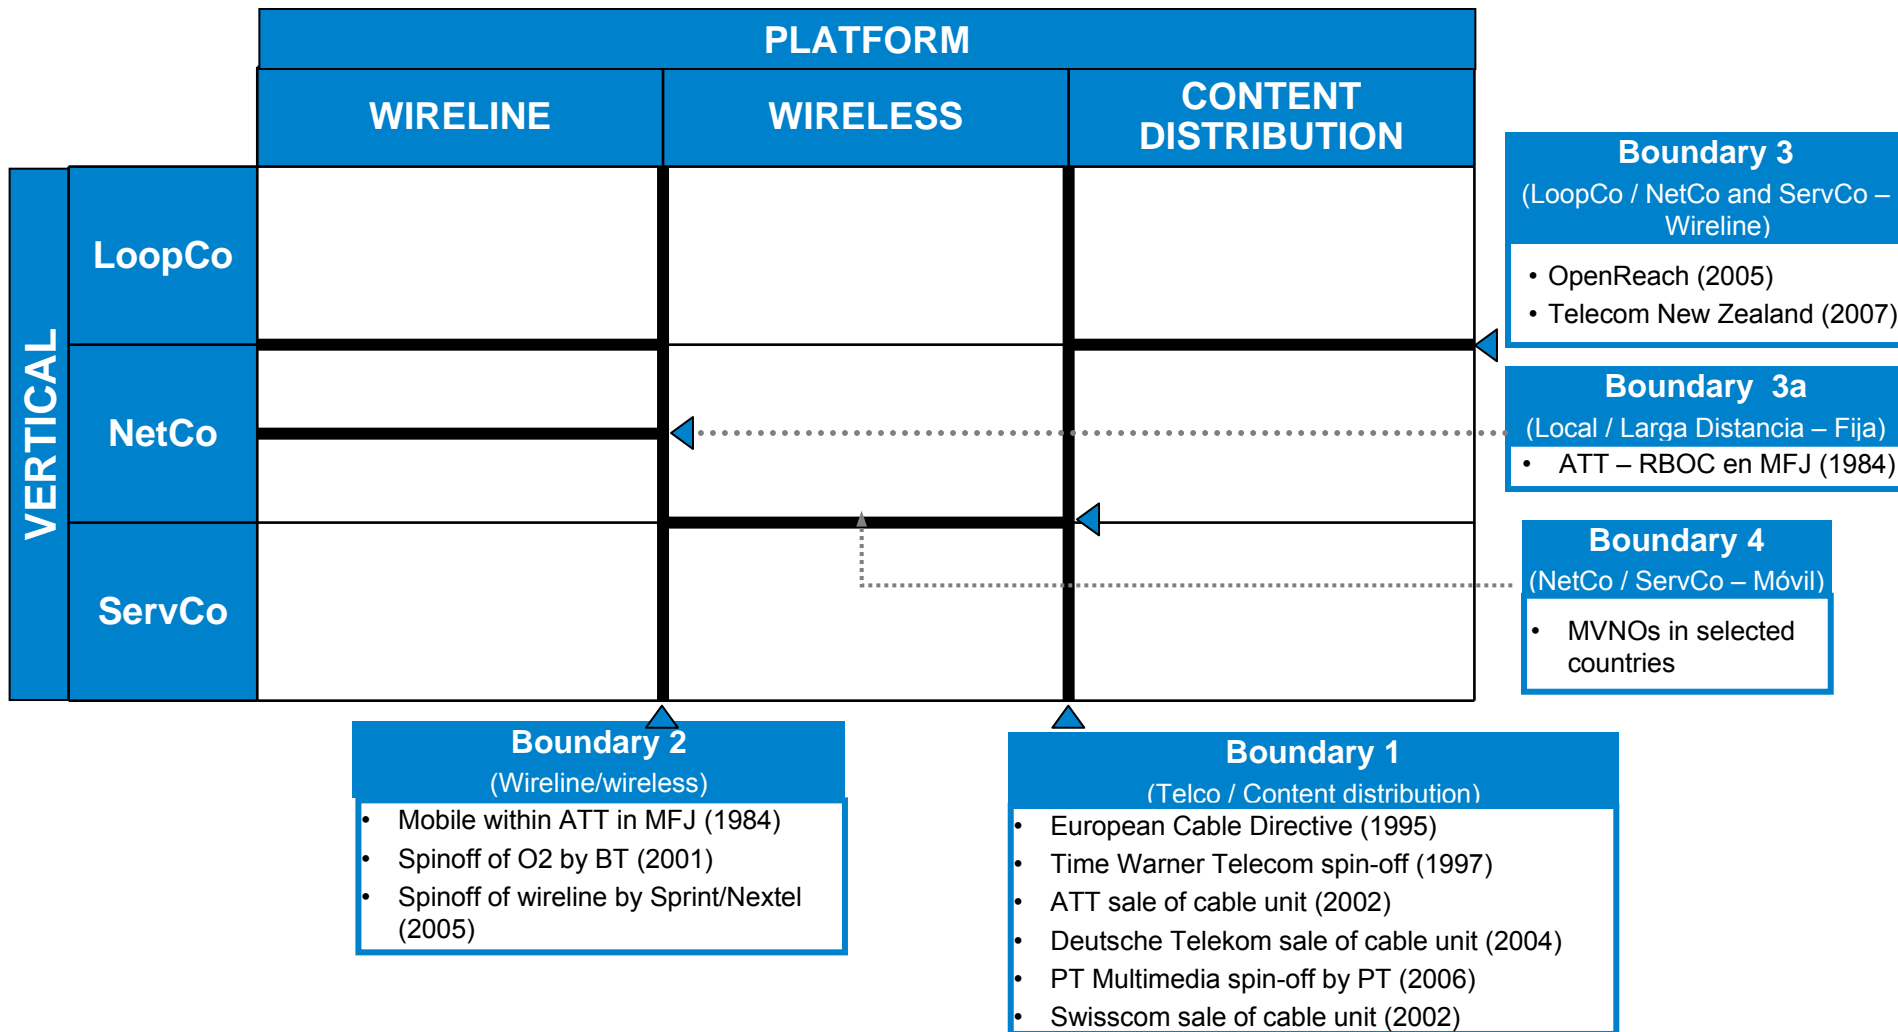 PLATFORM
WIRELINE
WIRELESS
CONTENT
DISTRIBUTION
VERTICAL
LoopCo
NetCo
ServCo
Boundary 3
(LoopCo / NetCo and ServCo –
Wireline)
• OpenReach (2005)
• Telecom New Zealand (2007)
Boundary 3a
(Local / Larga Distancia – Fija)
• ATT – RBOC en MFJ (1984)
Boundary 4
(NetCo / ServCo – Móvil)
• MVNOs in selected
countries
Boundary 2
(Wireline/wireless)
• Mobile within ATT in MFJ (1984)
• Spinoff of O2 by BT (2001)
• Spinoff of wireline by Sprint/Nextel
(2005)
Boundary 1
(Telco / Content distribution)
• European Cable Directive (1995)
• Time Warner Telecom spin-off (1997)
• ATT sale of cable unit (2002)
• Deutsche Telekom sale of cable unit (2004)
• PT Multimedia spin-off by PT (2006)
• Swisscom sale of cable unit (2002)